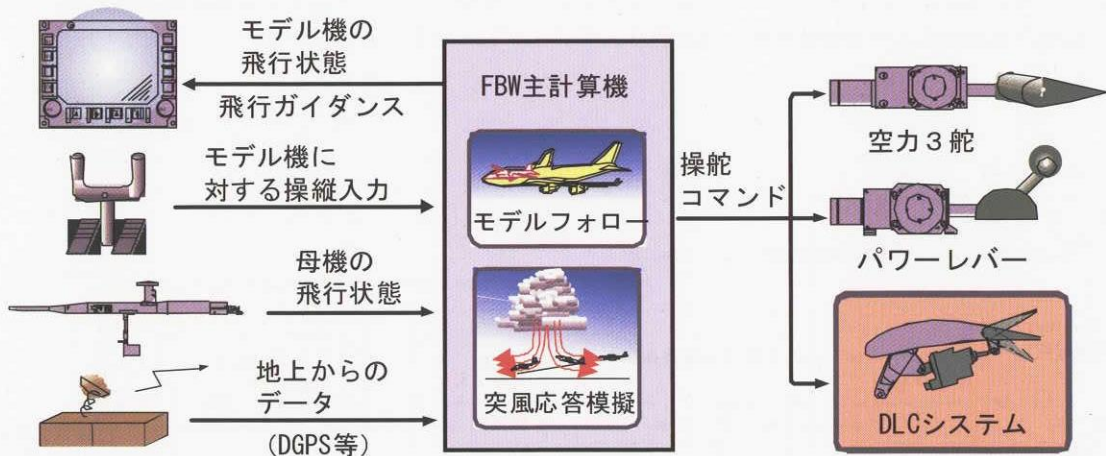 モデル機の
飛行状態
飛行ガイダンス
モデル機に
対する操縦入力
母機の
飛行状態
地上からの
データ
(DGPS等)
FBW主計算機
モデルフォロー
突風応答模擬
操舵
コマンド
空力3舵
パワーレバー
DLCシステム